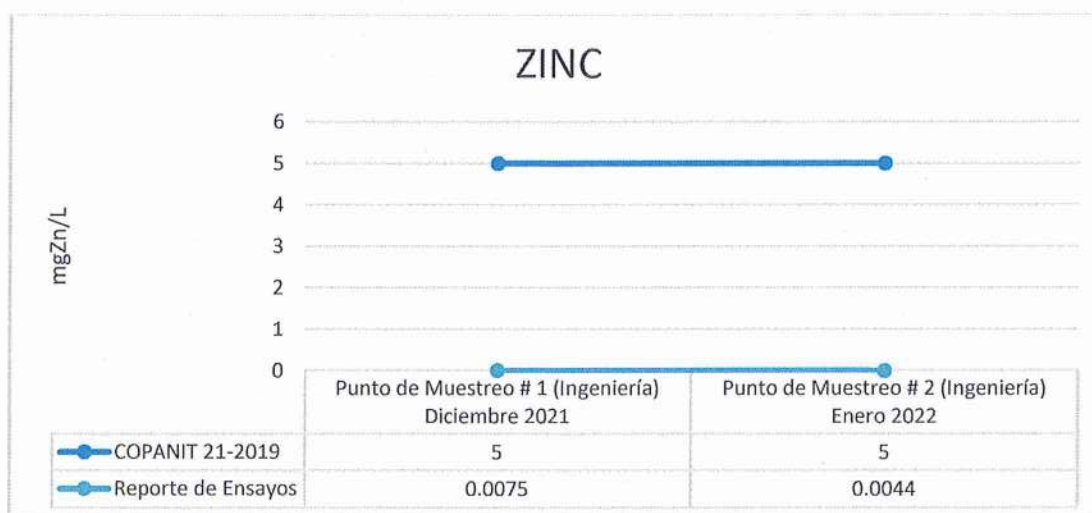 ZINC
mgZn/L
6
5
4
3
2
1
0
Punto de Muestreo # 1 (Ingeniería)
Diciembre 2021
Punto de Muestreo # 2 (Ingeniería)
Enero 2022
COPANIT 21-2019 5 5
Reporte de Ensayos 0.0075 0.0044